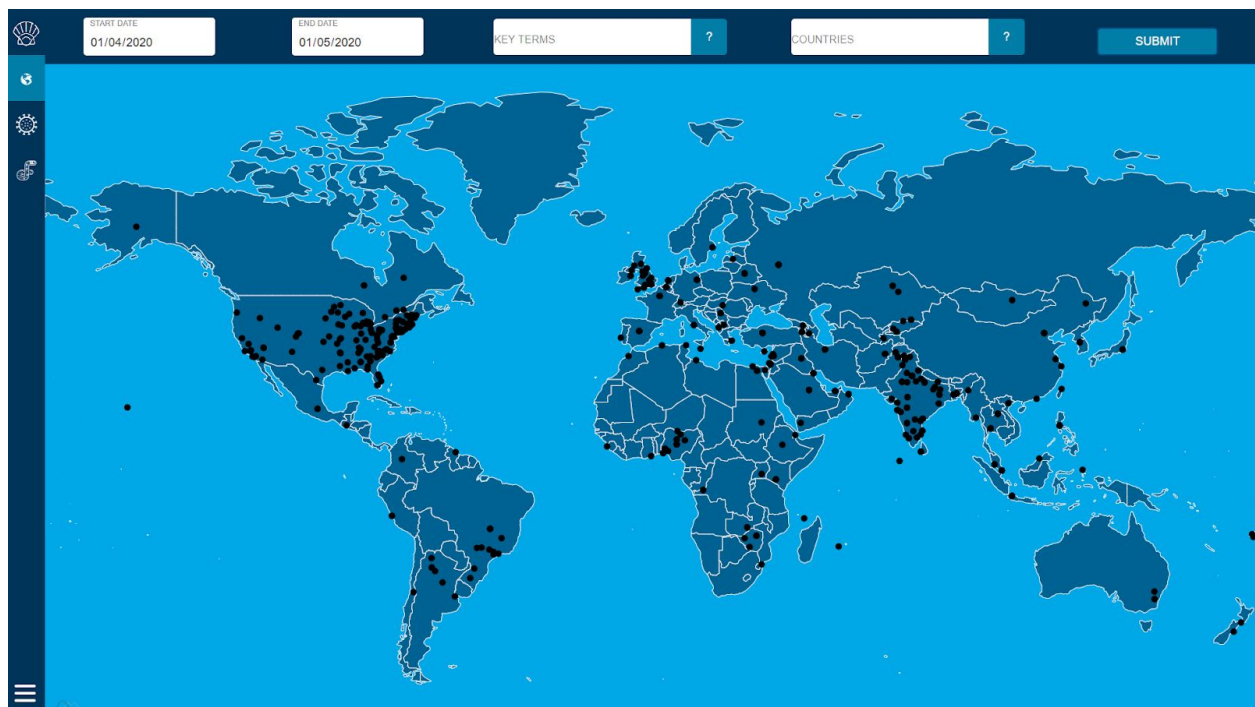 START DATE
01/04/2020
END DATE
01/05/2020
KEY TERMS
?
COUNTRIES
?
SUBMIT